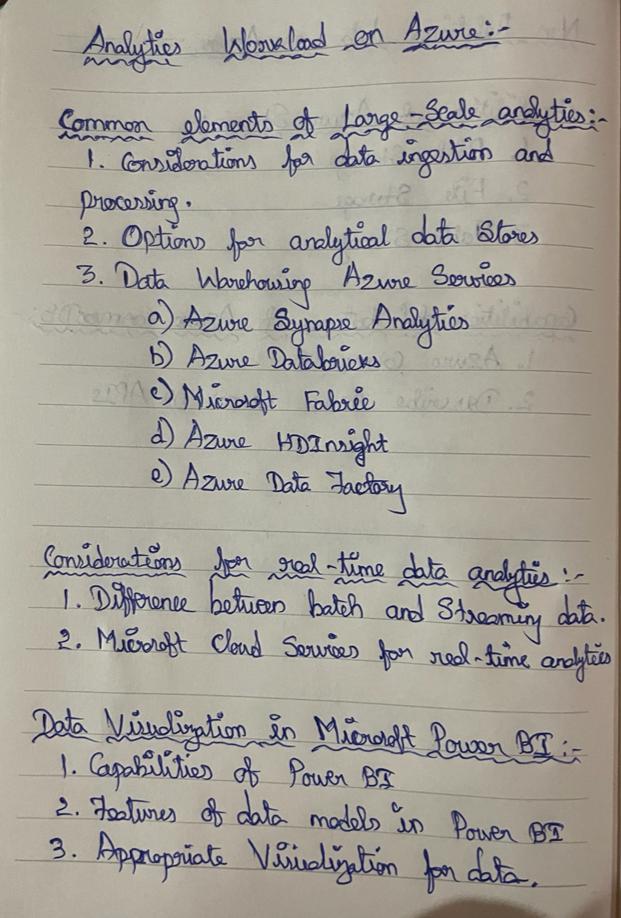 Analytics Workload on Azure:-
Common elements of Large-Scale analytics:-
1. Considerations for data ingestion and
processing.
2. Options for analytical data Stores
3. Data Warehousing Azure Services
a) Azure Synapse Analytics
b) Azure Databricks
c) Microsoft Fabric
d) Azure HDInsight
e) Azure Data Factory
Considerations for real-time data analytics:-
1. Difference between batch and Streaming data.
2. Microsoft Cloud Services for real-time analytics
Data Visualization in Microsoft Power BI:-
1. Capabilities of Power BI
2. Features of data models in Power BI
3. Appropriate Visualization for data.